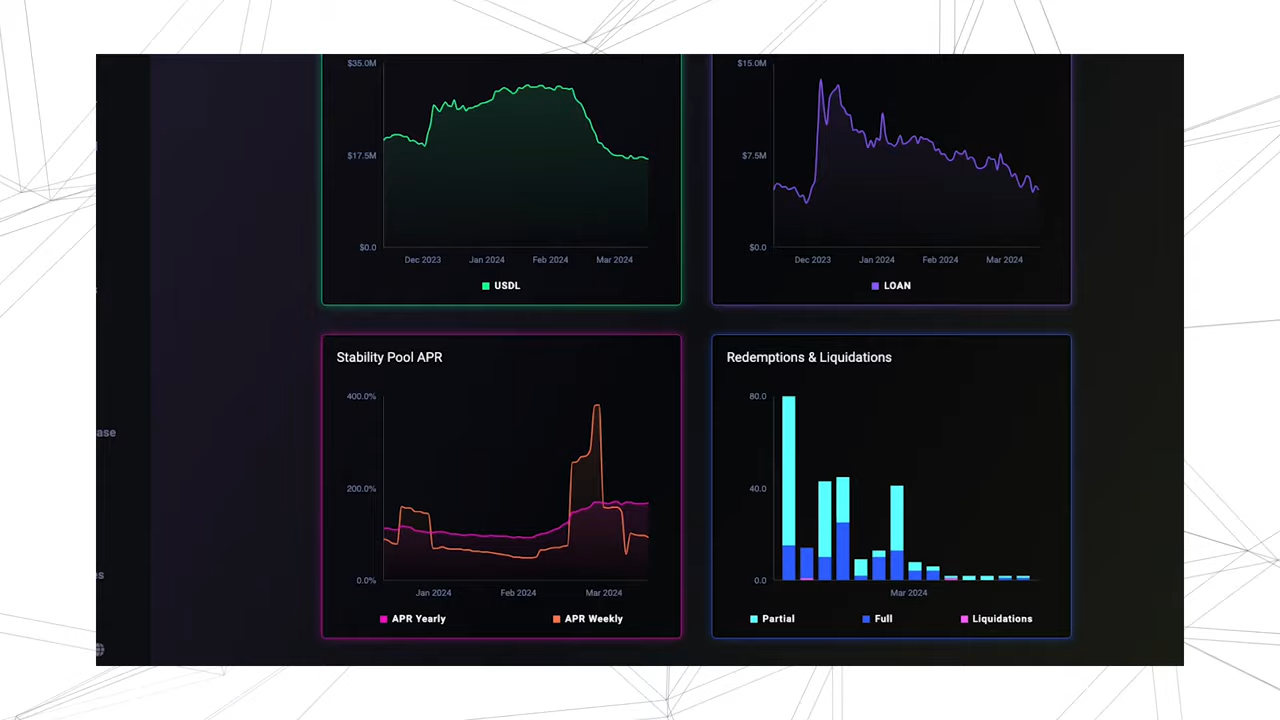 $35.0M
$17.5M
$0.0
Dec 2023 Jan 2024 Feb 2024 Mar 2024
USDL
$15.0M
$7.5M
$0.0
Dec 2023 Jan 2024 Feb 2024 Mar 2024
LOAN
ase
s
Stability Pool APR
400.0%
200.0%
0.0%
Jan 2024 Feb 2024 Mar 2024
APR Yearly APR Weekly
Redemptions & Liquidations
80.0
40.0
0.0
Mar 2024
Partial Full Liquidations